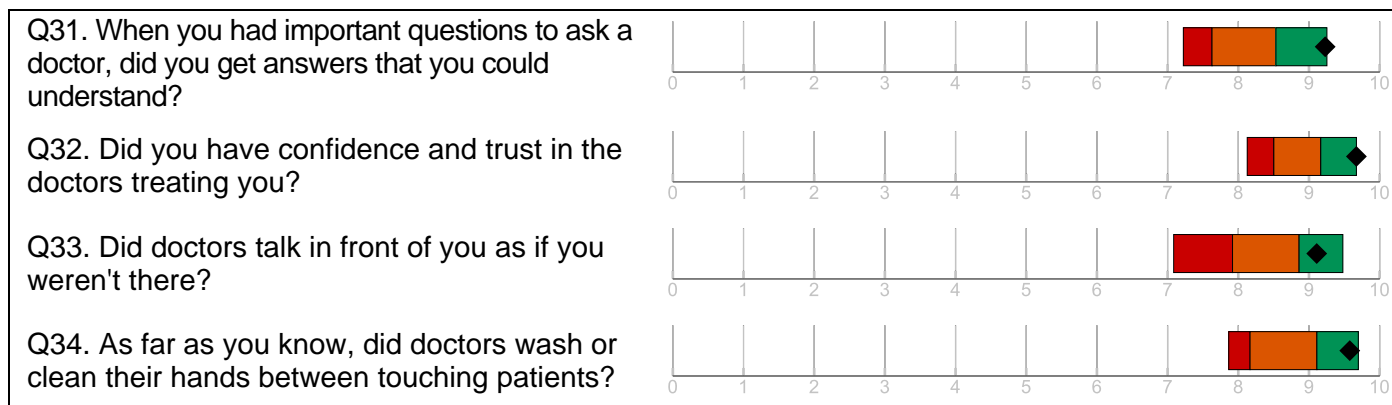 Q31. When you had important questions to ask a
doctor, did you get answers that you could
understand?
0 1 2 3 4 5 6 7 8 9 10
Q32. Did you have confidence and trust in the
doctors treating you?
0 1 2 3 4 5 6 7 8 9 10
Q33. Did doctors talk in front of you as if you
weren't there?
0 1 2 3 4 5 6 7 8 9 10
Q34. As far as you know, did doctors wash or
clean their hands between touching patients?
0 1 2 3 4 5 6 7 8 9 10